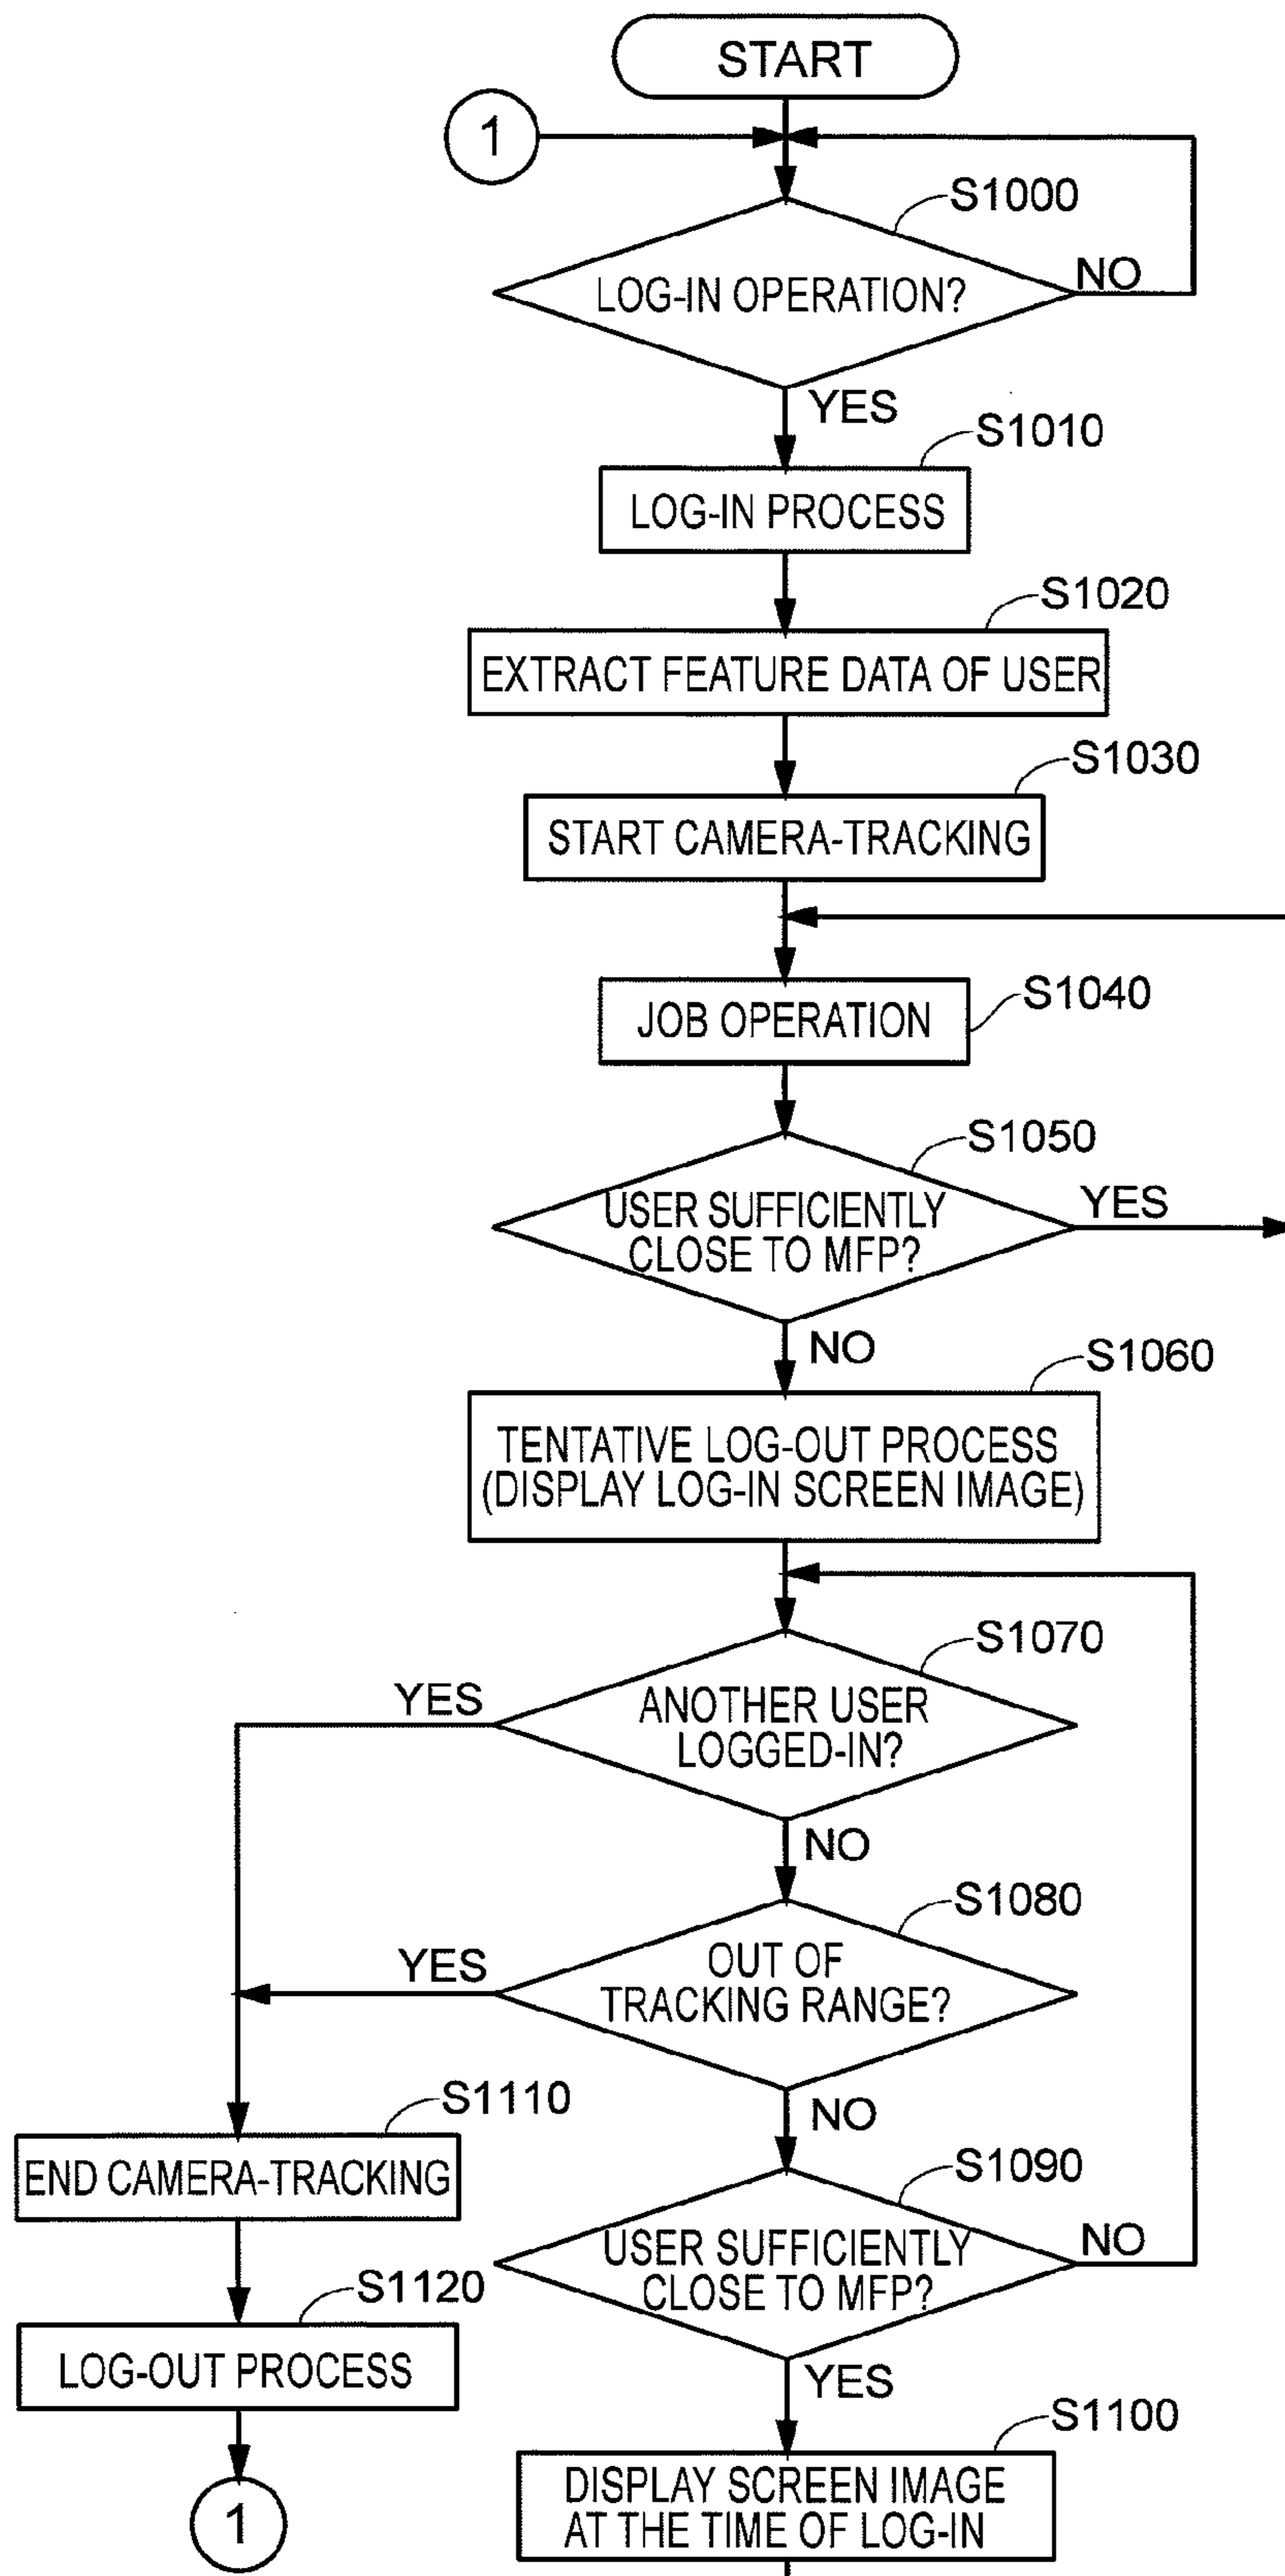 START
1
S1000
LOG-IN OPERATION?
NO
YES
S1010
LOG-IN PROCESS
S1020
EXTRACT FEATURE DATA OF USER
S1030
START CAMERA-TRACKING
S1040
JOB OPERATION
S1050
USER SUFFICIENTLY
CLOSE TO MFP?
YES
NO
S1060
TENTATIVE LOG-OUT PROCESS
(DISPLAY LOG-IN SCREEN IMAGE)
S1070
YES
ANOTHER USER
LOGGED-IN?
NO
S1080
YES
OUT OF
TRACKING RANGE?
NO
S1110
END CAMERA-TRACKING
S1090
USER SUFFICIENTLY
CLOSE TO MFP?
NO
S1120
LOG-OUT PROCESS
YES
S1100
DISPLAY SCREEN IMAGE
AT THE TIME OF LOG-IN
1